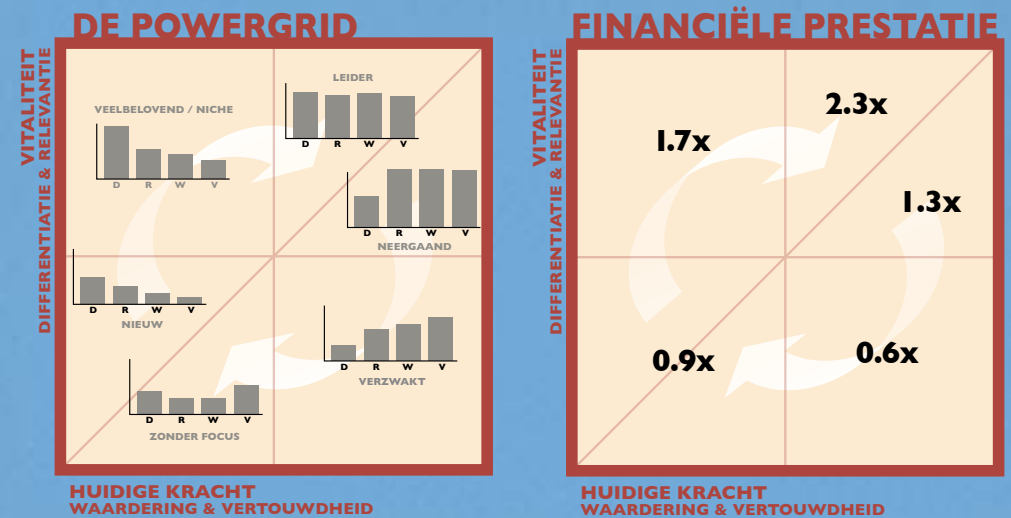 DE POWERGRID
VITALITEIT
DIFFERENTIATIE & RELEVANTIE
LEIDER
D R W V
VEELBELOVEND / NICHE
D R W V
D R W V
NEERGAAND
D R W V
NIEUW
D R W V
VERZWAKT
D R W V
ZONDER FOCUS
HUIDIGE KRACHT
WAARDERING & VERTOUWDHEID
FINANCIËLE PRESTATIE
VITALITEIT
DIFFERENTIATIE & RELEVANTIE
2.3x
1.7x
1.3x
0.9x
0.6x
HUIDIGE KRACHT
WAARDERING & VERTOUWDHEID